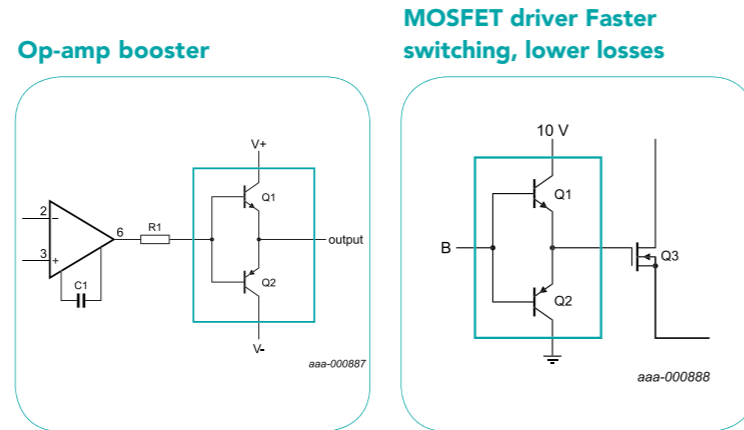 Op-amp booster
V+
Q1
2
-
6
R1
output
3
+
C1
Q2
V-
aaa-000887
MOSFET driver Faster
switching, lower losses
10 V
Q1
B
Q3
Q2
aaa-000888